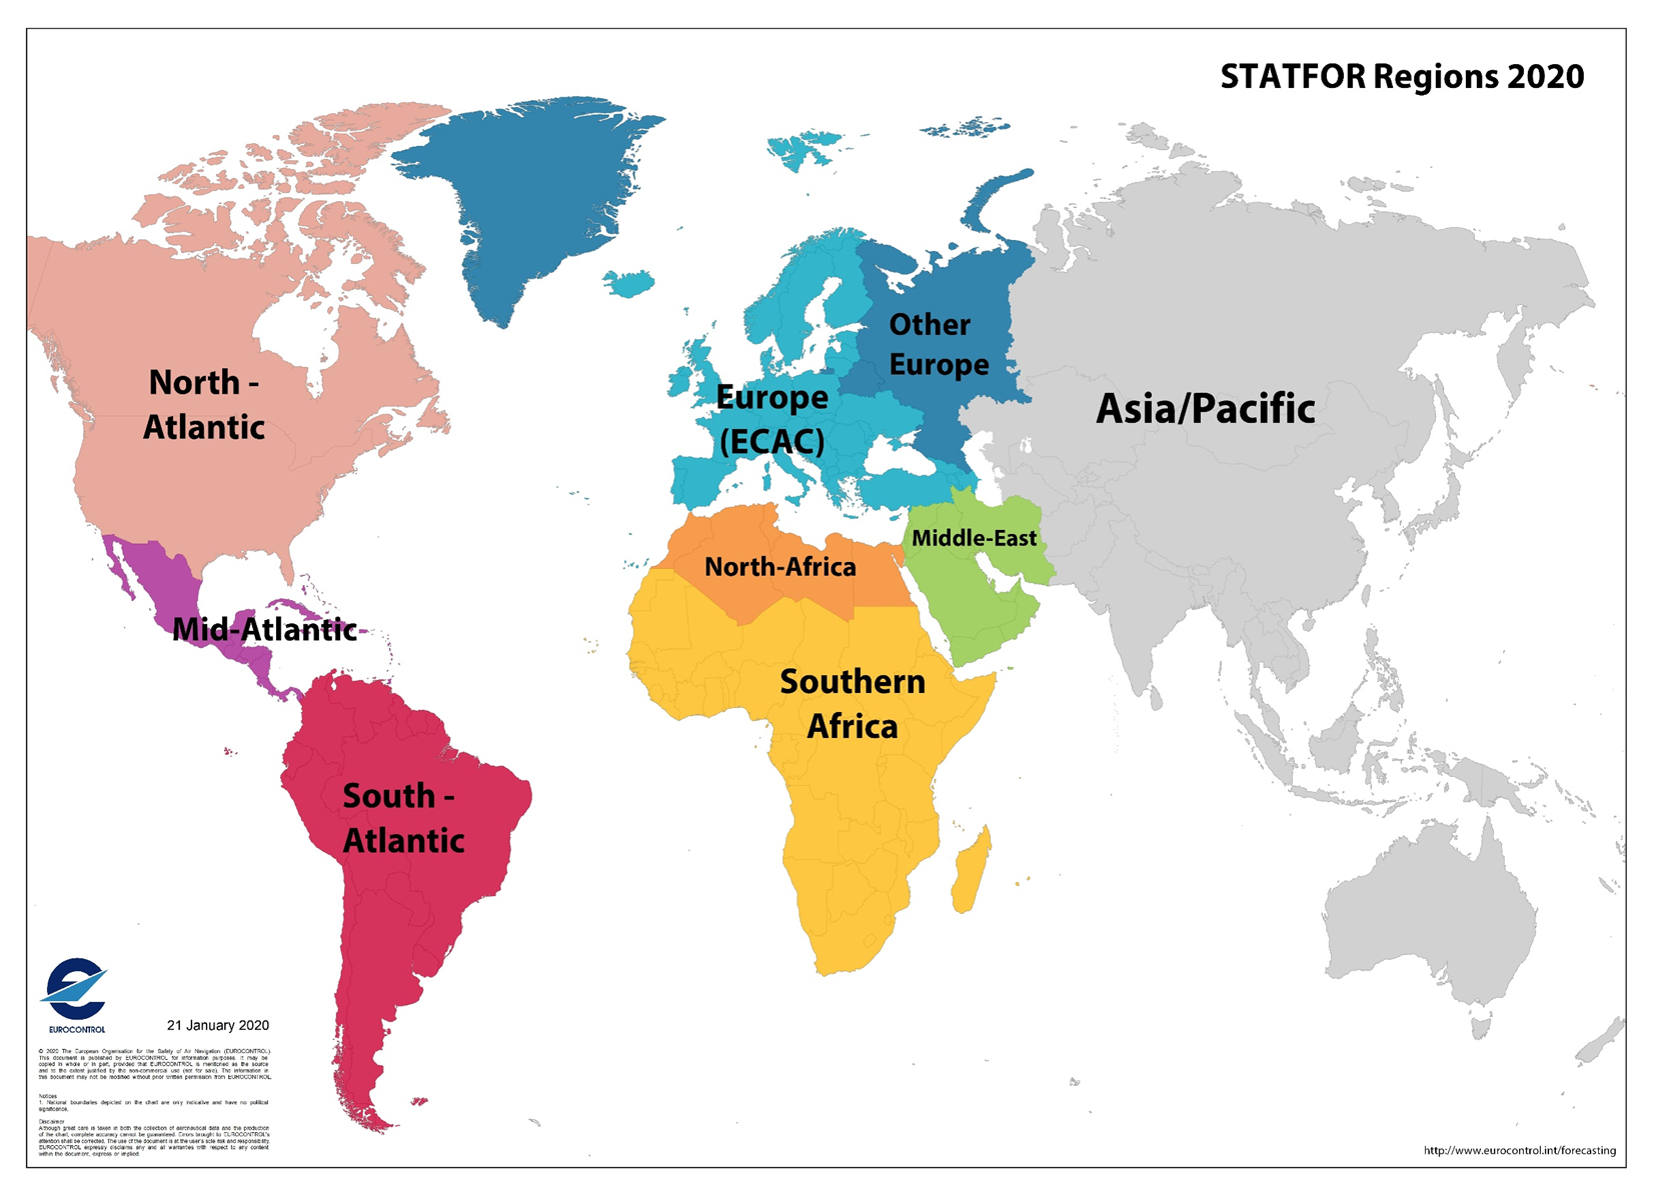 STATFOR Regions 2020
North -
Atlantic
Other
Europe
Europe
(ECAC)
Asia/Pacific
Middle-East
North-Africa
Mid-Atlantic
Southern
Africa
South -
Atlantic
EUROCONTROL
21 January 2020
© 2020 The European Organisation for the Safety of Air Navigation (EUROCONTROL).
This document is published by EUROCONTROL for information purposes. It may be
copied in whole or in part, provided that EUROCONTROL is mentioned as the source
and to the extent justified by the non-commercial use (not for sale). The information in
this document may not be modified without prior written permission from EUROCONTROL.
Notices
1. National boundaries depicted on the chart are only indicative and have no political
significance.
Disclaimer
Although great care is taken in both the collection of aeronautical data and the production
of the chart, complete accuracy cannot be guaranteed. Errors brought to EUROCONTROL's
attention shall be corrected. The use of the document is at the user's sole risk and responsibility.
EUROCONTROL expressly disclaims any and all warranties with respect to any content
within the document, express or implied.
http://www.eurocontrol.int/forecasting